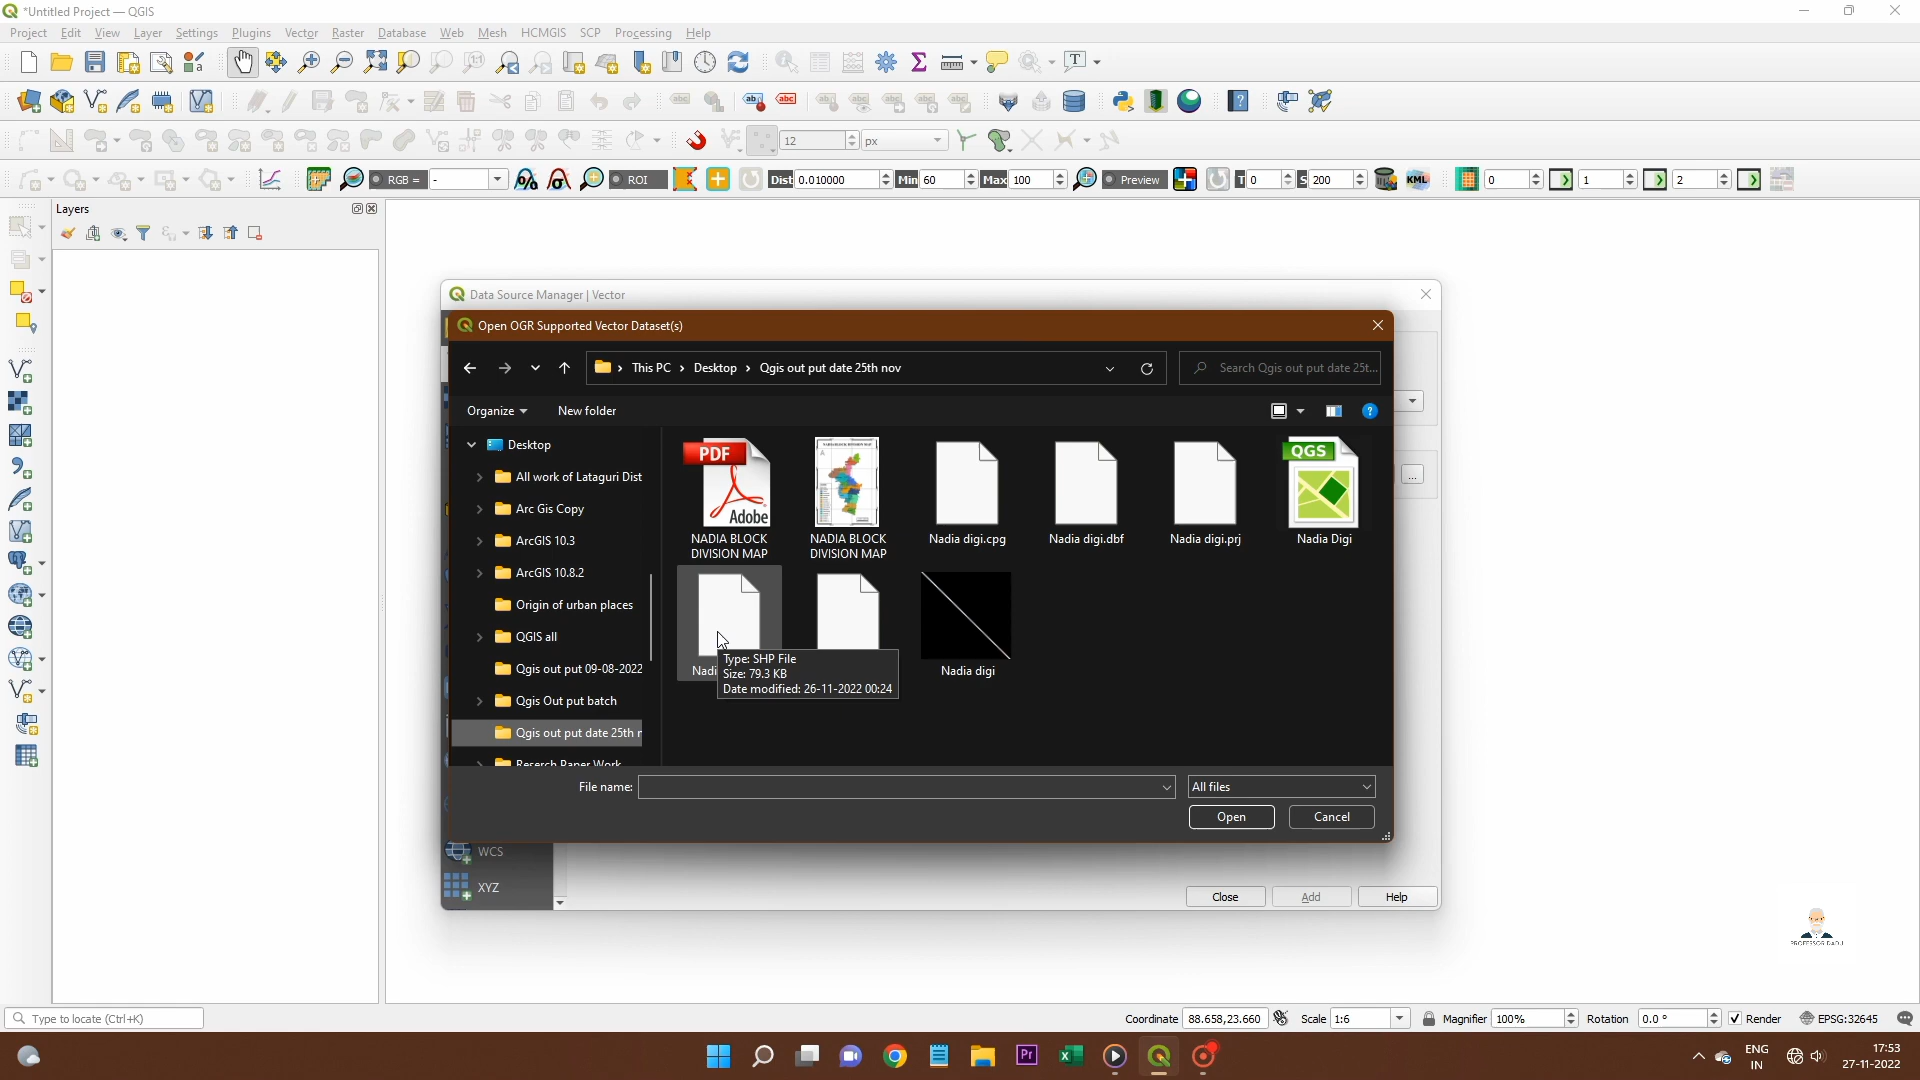 *Untitled Project — QGIS
Project Edit View Layer Settings Plugins Vector Raster Database Web Mesh HCMGIS SCP Processing Help
12 px
RGB = - ROI Dist 0.010000 Min 60 Max 100 Preview T 0 S 200 KML 0 1 2
Layers
Data Source Manager | Vector
Open OGR Supported Vector Dataset(s)
This PC › Desktop › Qgis out put date 25th nov
Search Qgis out put date 25t...
Organize New folder
Desktop
All work of Lataguri Dist
Arc Gis Copy
ArcGIS 10.3
ArcGIS 10.8.2
Origin of urban places
QGIS all
Qgis out put 09-08-2022
Qgis Out put batch
Qgis out put date 25th n
Reserch Paper Work
PDF
Adobe
NADIA BLOCK DIVISION MAP
NADIA BLOCK DIVISION MAP
Nadia digi.cpg
Nadia digi.dbf
Nadia digi.prj
QGS
Nadia Digi
Nadi
Type: SHP File
Size: 79.3 KB
Date modified: 26-11-2022 00:24
Nadia digi
File name:
All files
Open Cancel
WCS
XYZ
Close Add Help
PROFESSOR DADU
Type to locate (Ctrl+K)
Coordinate 88.658,23.660 Scale 1:6 Magnifier 100% Rotation 0.0 ° Render EPSG:32645
ENG
IN
17:53
27-11-2022